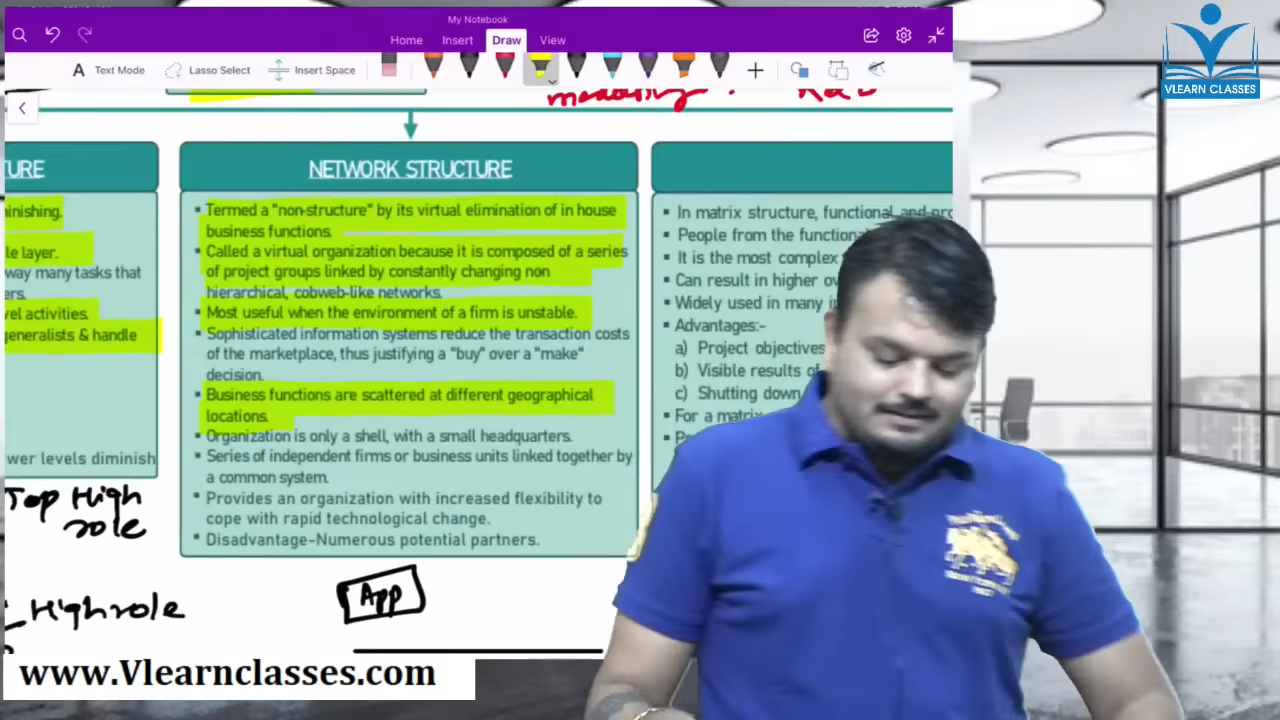 My Notebook
Home Insert Draw View
Text Mode Lasso Select Insert Space
VLEARN CLASSES
TURE
NETWORK STRUCTURE
inishing.
le layer.
way many tasks that
ers.
vel activities.
generalists & handle
wer levels diminish
▪ Termed a "non-structure" by its virtual elimination of in house
business functions.
▪ Called a virtual organization because it is composed of a series
of project groups linked by constantly changing non
hierarchical, cobweb-like networks.
▪ Most useful when the environment of a firm is unstable.
▪ Sophisticated information systems reduce the transaction costs
of the marketplace, thus justifying a "buy" over a "make"
decision.
▪ Business functions are scattered at different geographical
locations.
▪ Organization is only a shell, with a small headquarters.
▪ Series of independent firms or business units linked together by
a common system.
▪ Provides an organization with increased flexibility to
cope with rapid technological change.
▪ Disadvantage-Numerous potential partners.
▪ In matrix structure, functional and pro
▪ People from the functional
▪ It is the most complex
▪ Can result in higher ov
▪ Widely used in many in
▪ Advantages:-
a) Project objectives
b) Visible results of
c) Shutting down
▪ For a matrix
Top High
role
High role
App
www.Vlearnclasses.com